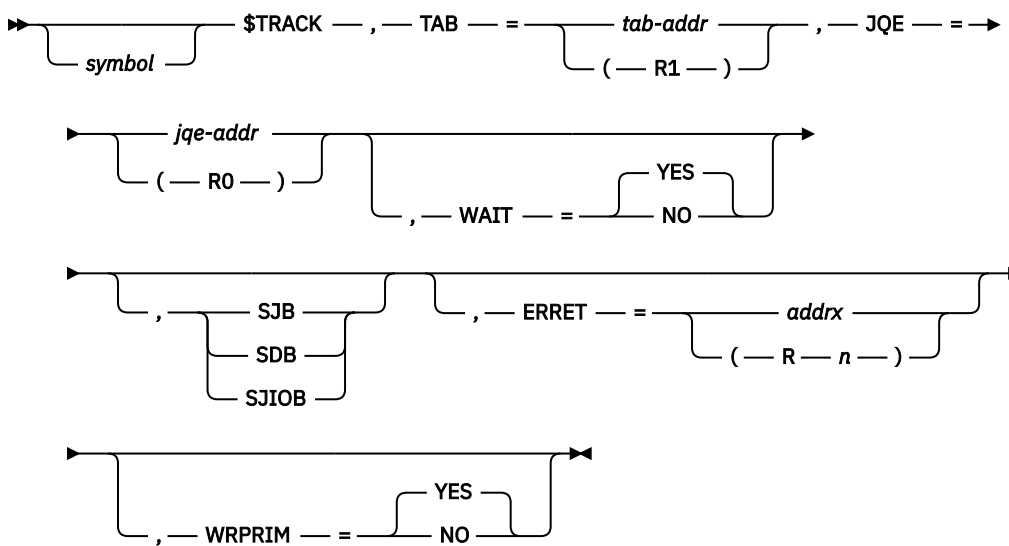 $TRACK , TAB = tab-addr , JQE =
symbol ( R1 )
jqe-addr
( R0 ) YES
, WAIT = NO
, SJB , ERRET = addrx
SDB ( R n )
SJIOB
YES
, WRPRIM = NO